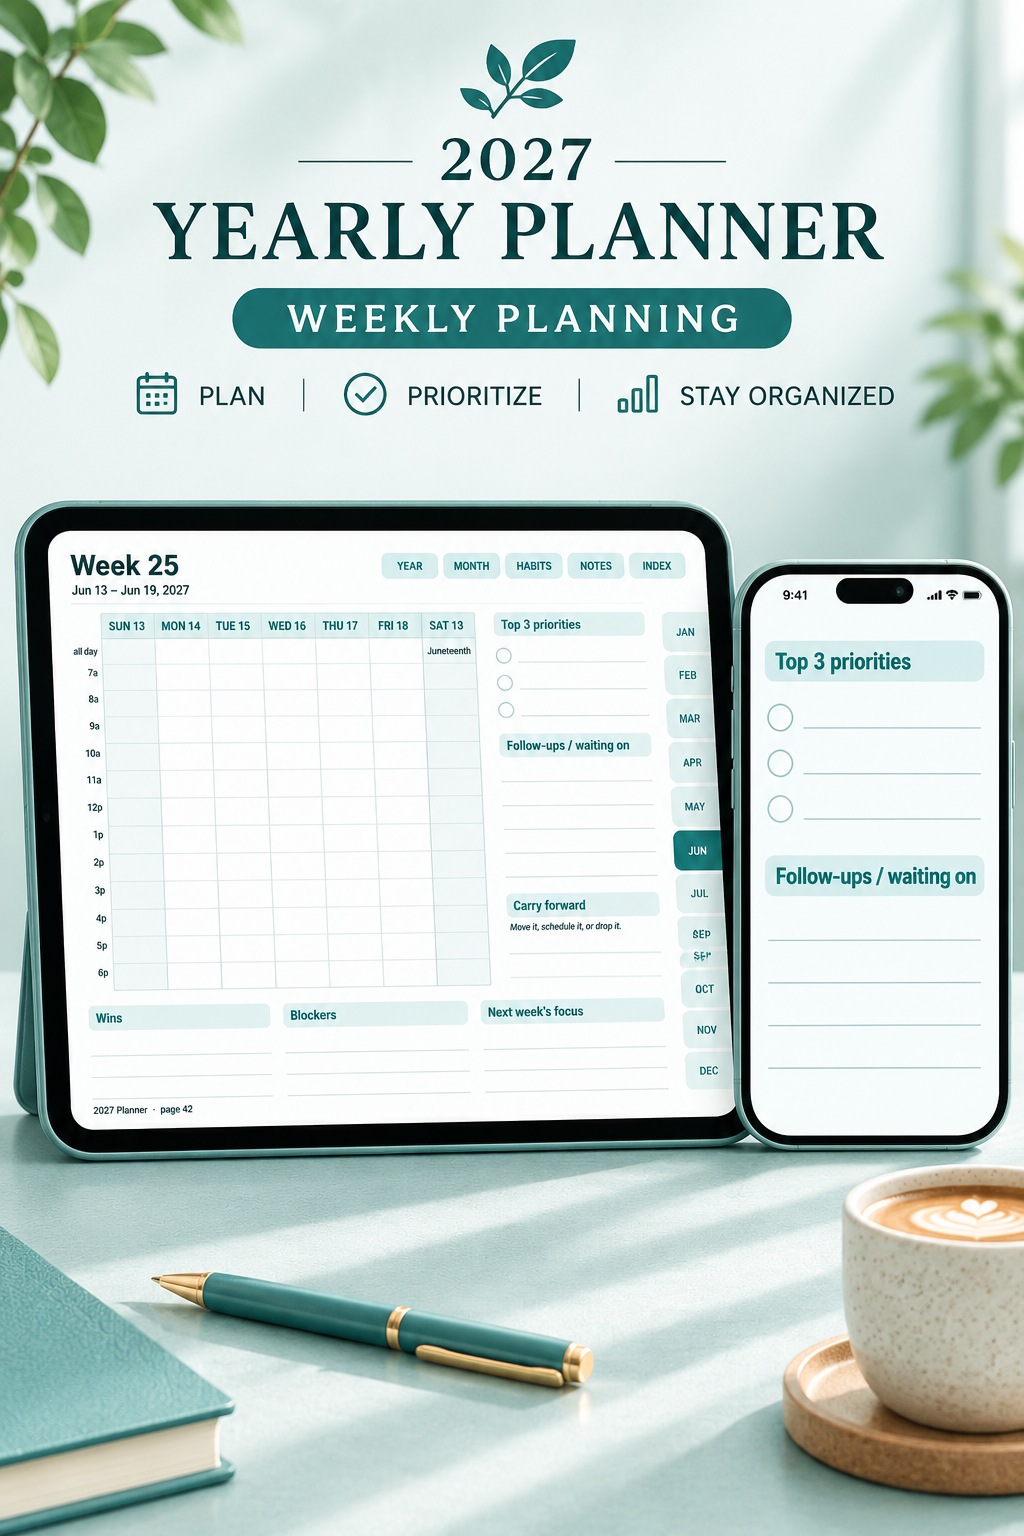 2027
YEARLY PLANNER
WEEKLY PLANNING
PLAN
PRIORITIZE
STAY ORGANIZED
Week 25
Jun 13 – Jun 19, 2027
YEAR
MONTH
HABITS
NOTES
INDEX
SUN 13
MON 14
TUE 15
WED 16
THU 17
FRI 18
SAT 13
all day
Juneteenth
7a
8a
9a
10a
11a
12p
1p
2p
3p
4p
5p
6p
Top 3 priorities
Follow-ups / waiting on
Carry forward
Move it, schedule it, or drop it.
JAN
FEB
MAR
APR
MAY
JUN
JUL
SEP
OCT
NOV
DEC
Wins
Blockers
Next week's focus
2027 Planner · page 42
9:41
Top 3 priorities
Follow-ups / waiting on